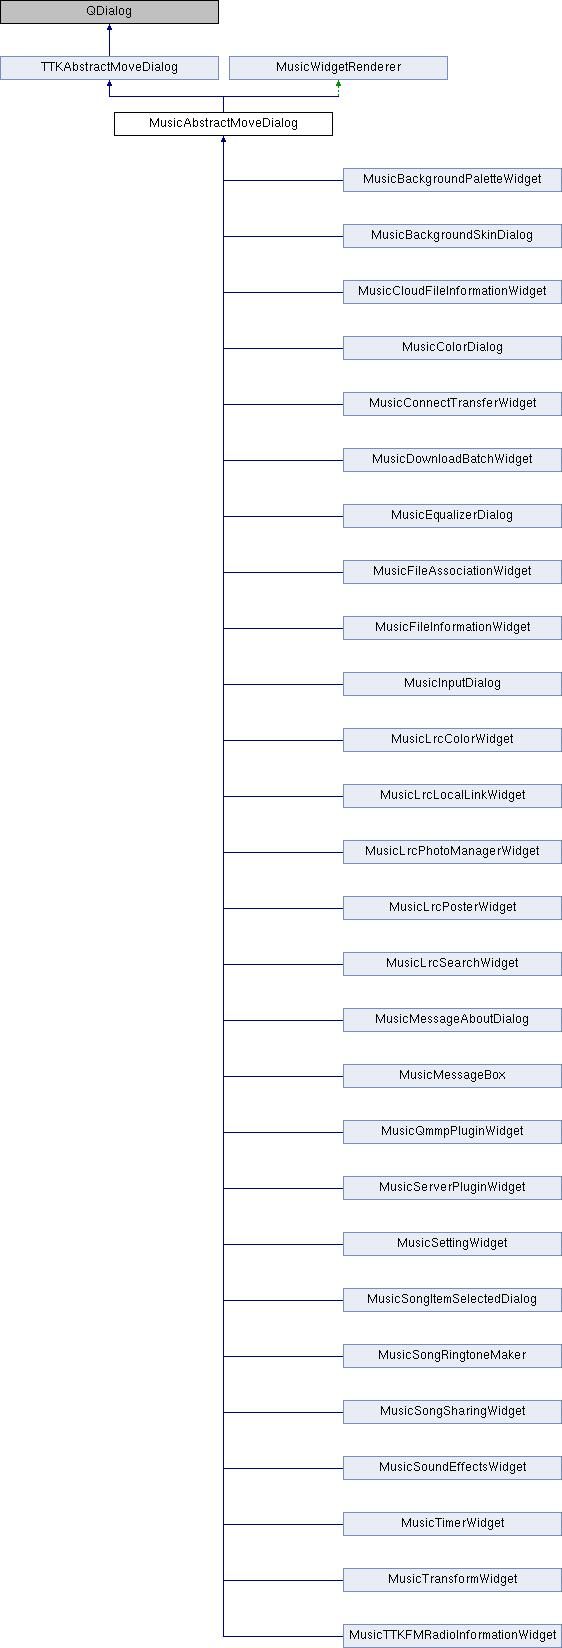 QDialog
TTKAbstractMoveDialog
MusicWidgetRenderer
MusicAbstractMoveDialog
MusicBackgroundPaletteWidget
MusicBackgroundSkinDialog
MusicCloudFileInformationWidget
MusicColorDialog
MusicConnectTransferWidget
MusicDownloadBatchWidget
MusicEqualizerDialog
MusicFileAssociationWidget
MusicFileInformationWidget
MusicInputDialog
MusicLrcColorWidget
MusicLrcLocalLinkWidget
MusicLrcPhotoManagerWidget
MusicLrcPosterWidget
MusicLrcSearchWidget
MusicMessageAboutDialog
MusicMessageBox
MusicQmmpPluginWidget
MusicServerPluginWidget
MusicSettingWidget
MusicSongItemSelectedDialog
MusicSongRingtoneMaker
MusicSongSharingWidget
MusicSoundEffectsWidget
MusicTimerWidget
MusicTransformWidget
MusicTTKFMRadioInformationWidget